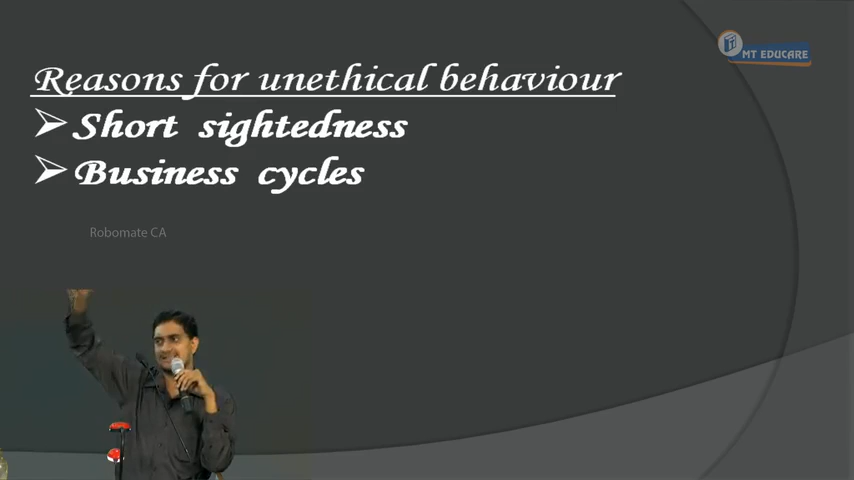 MT EDUCARE
Reasons for unethical behaviour
Short sightedness
Business cycles
Robomate CA